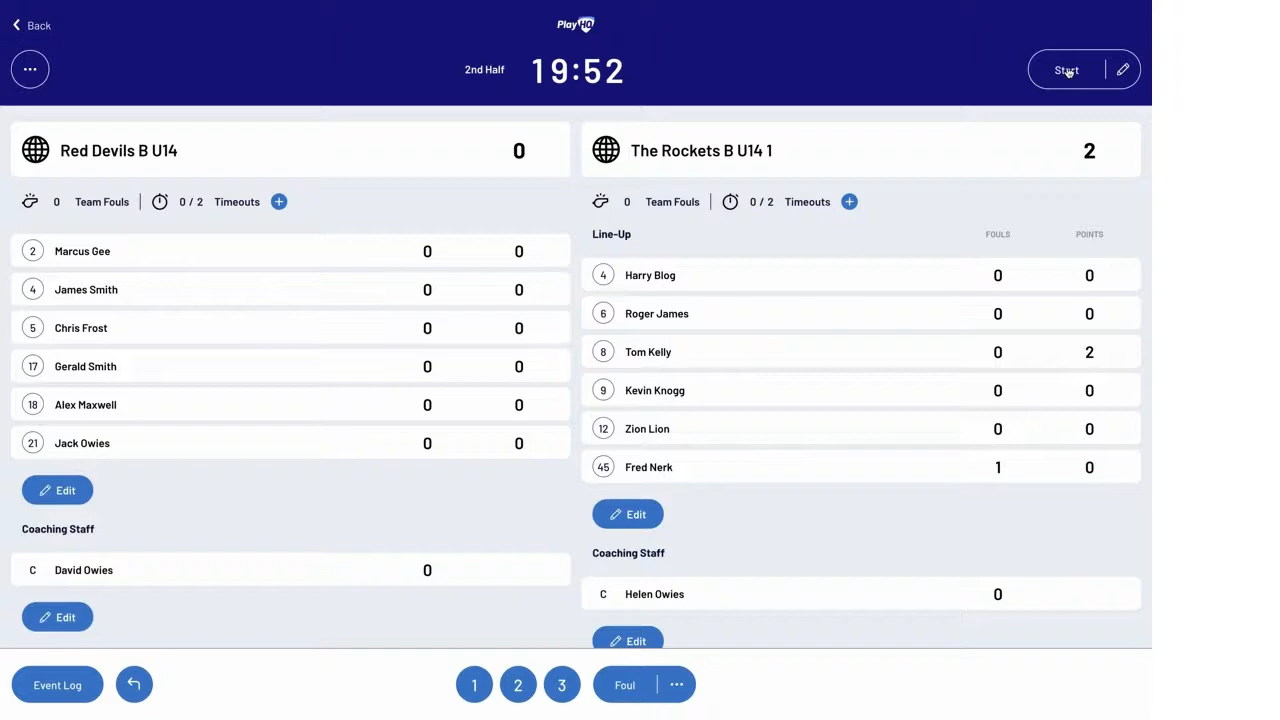 Back
PlayHQ
...
2nd Half 19:52
Start
Red Devils B U14 0
0 Team Fouls 0 / 2 Timeouts +
2 Marcus Gee 0 0
4 James Smith 0 0
5 Chris Frost 0 0
17 Gerald Smith 0 0
18 Alex Maxwell 0 0
21 Jack Owies 0 0
Edit
Coaching Staff
C David Owies 0
Edit
The Rockets B U14 1 2
0 Team Fouls 0 / 2 Timeouts +
Line-Up FOULS POINTS
4 Harry Blog 0 0
6 Roger James 0 0
8 Tom Kelly 0 2
9 Kevin Knogg 0 0
12 Zion Lion 0 0
45 Fred Nerk 1 0
Edit
Coaching Staff
C Helen Owies 0
Edit
Event Log 1 2 3 Foul ...